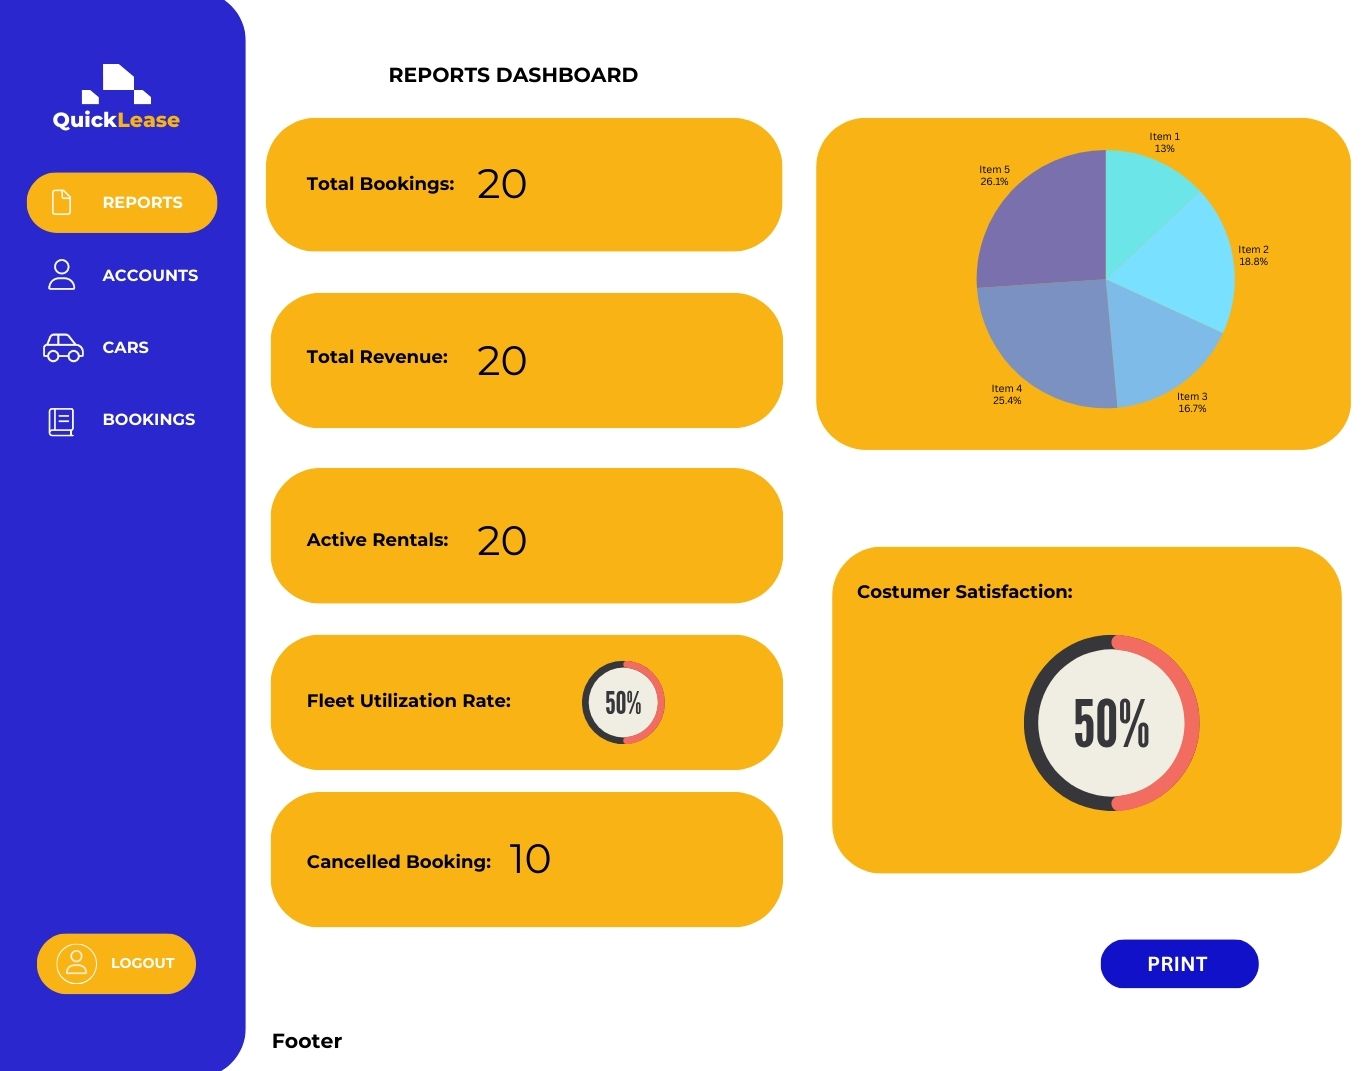 QuickLease
REPORTS
ACCOUNTS
CARS
BOOKINGS
LOGOUT
REPORTS DASHBOARD
Total Bookings: 20
Total Revenue: 20
Active Rentals: 20
Fleet Utilization Rate: 50%
Cancelled Booking: 10
Item 1
13%
Item 2
18.8%
Item 3
16.7%
Item 4
25.4%
Item 5
26.1%
Costumer Satisfaction:
50%
PRINT
Footer